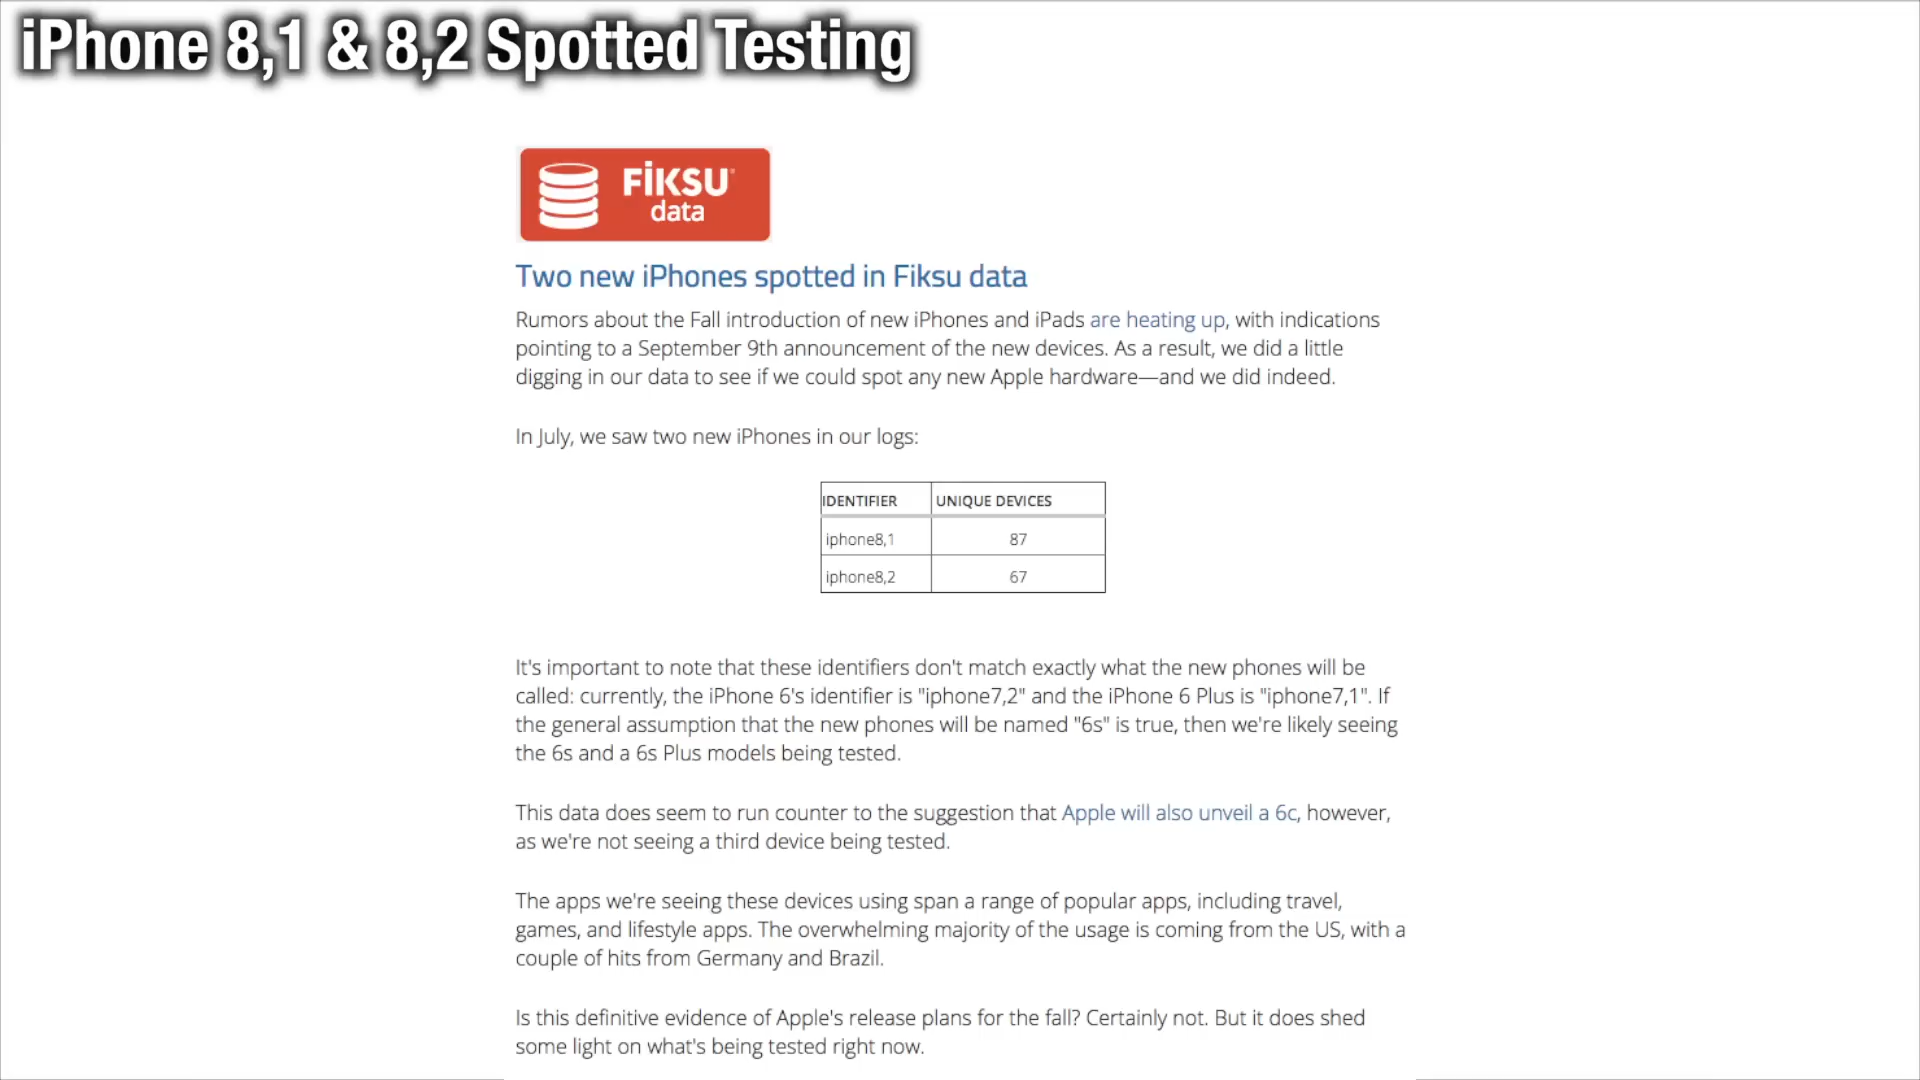 iPhone 8,1 & 8,2 Spotted Testing
FiKSU®
data
Two new iPhones spotted in Fiksu data
Rumors about the Fall introduction of new iPhones and iPads are heating up, with indications
pointing to a September 9th announcement of the new devices. As a result, we did a little
digging in our data to see if we could spot any new Apple hardware—and we did indeed.
In July, we saw two new iPhones in our logs:
IDENTIFIER UNIQUE DEVICES
iphone8,1 87
iphone8,2 67
It's important to note that these identifiers don't match exactly what the new phones will be
called: currently, the iPhone 6's identifier is "iphone7,2" and the iPhone 6 Plus is "iphone7,1". If
the general assumption that the new phones will be named "6s" is true, then we're likely seeing
the 6s and a 6s Plus models being tested.
This data does seem to run counter to the suggestion that Apple will also unveil a 6c, however,
as we're not seeing a third device being tested.
The apps we're seeing these devices using span a range of popular apps, including travel,
games, and lifestyle apps. The overwhelming majority of the usage is coming from the US, with a
couple of hits from Germany and Brazil.
Is this definitive evidence of Apple's release plans for the fall? Certainly not. But it does shed
some light on what's being tested right now.